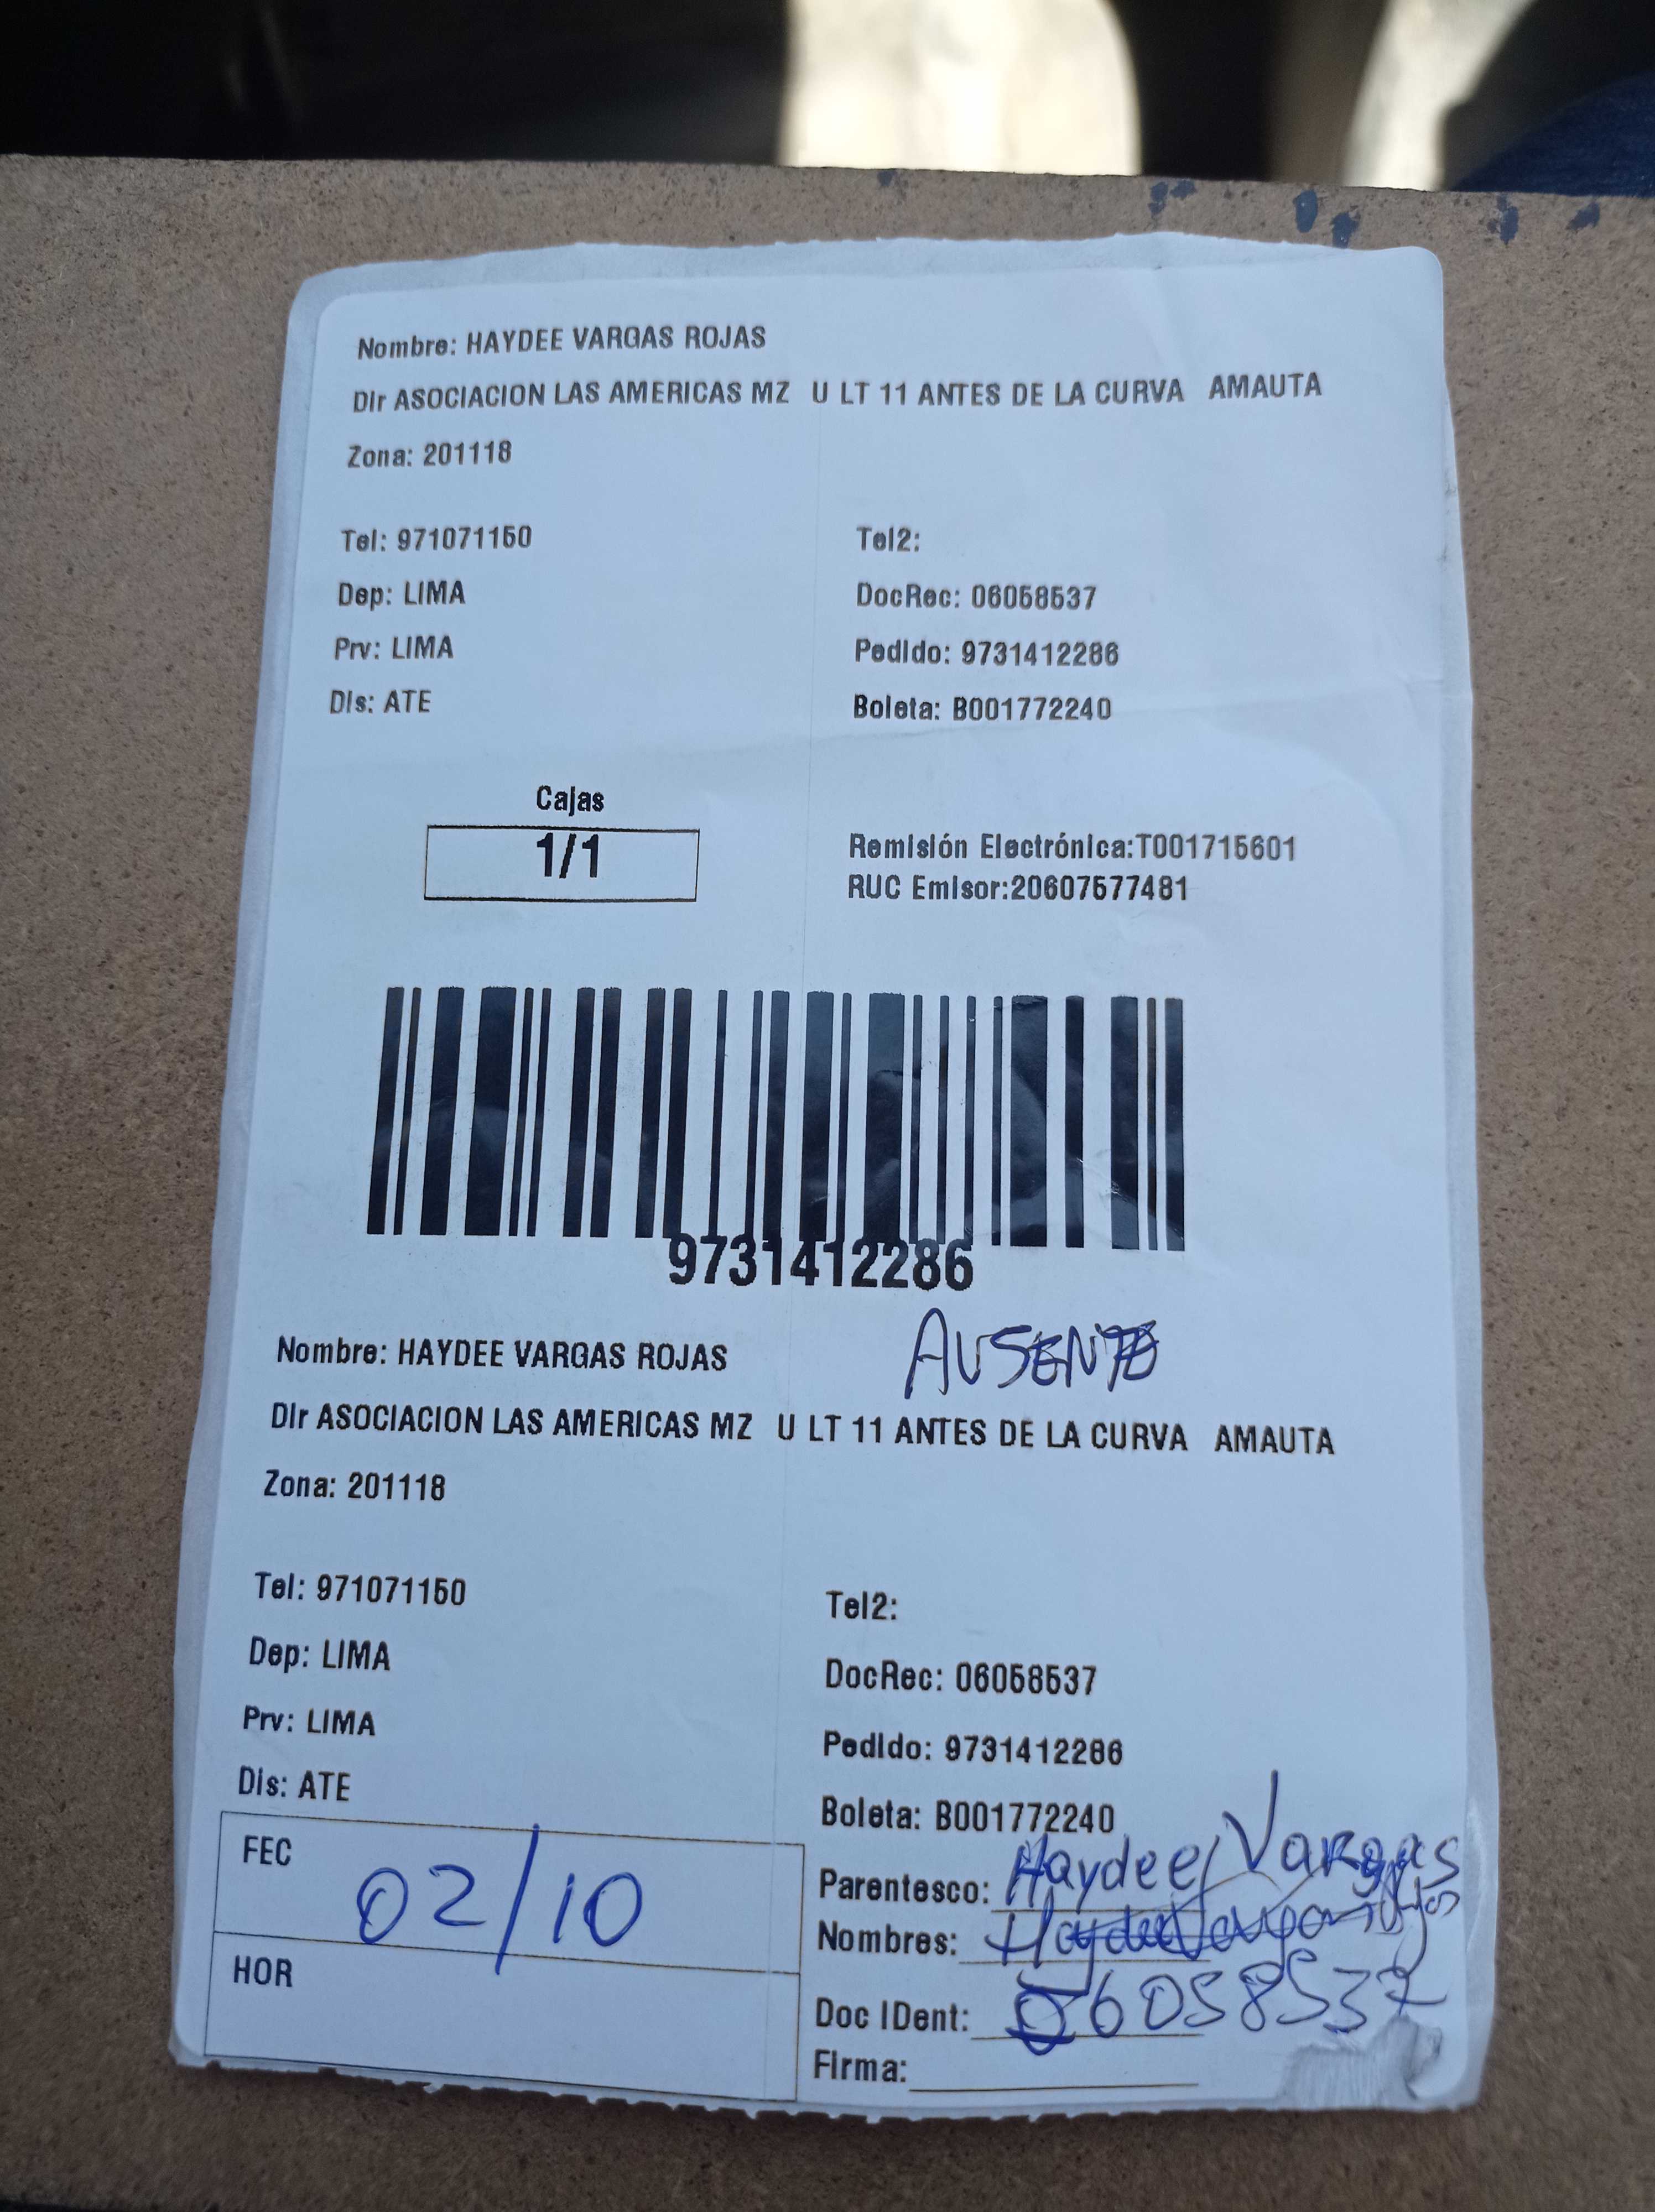 Nombre: HAYDEE VARGAS ROJAS
Dir ASOCIACION LAS AMERICAS MZ U LT 11 ANTES DE LA CURVA AMAUTA
Zona: 201118
Tel: 971071150 Tel2:
Dep: LIMA DocRec: 06058537
Prv: LIMA Pedido: 9731412286
Dis: ATE Boleta: B001772240
Cajas
1/1
Remisión Electrónica:T001715601
RUC Emisor:20607577481
9731412286
AUSENTE
Nombre: HAYDEE VARGAS ROJAS
Dir ASOCIACION LAS AMERICAS MZ U LT 11 ANTES DE LA CURVA AMAUTA
Zona: 201118
Tel: 971071150 Tel2:
Dep: LIMA DocRec: 06058537
Prv: LIMA Pedido: 9731412286
Dis: ATE Boleta: B001772240
FEC 02/10
Parentesco: Haydee Vargas
Nombres: Haydee Vargas Rojas
HOR
Doc IDent: 06058537
Firma: